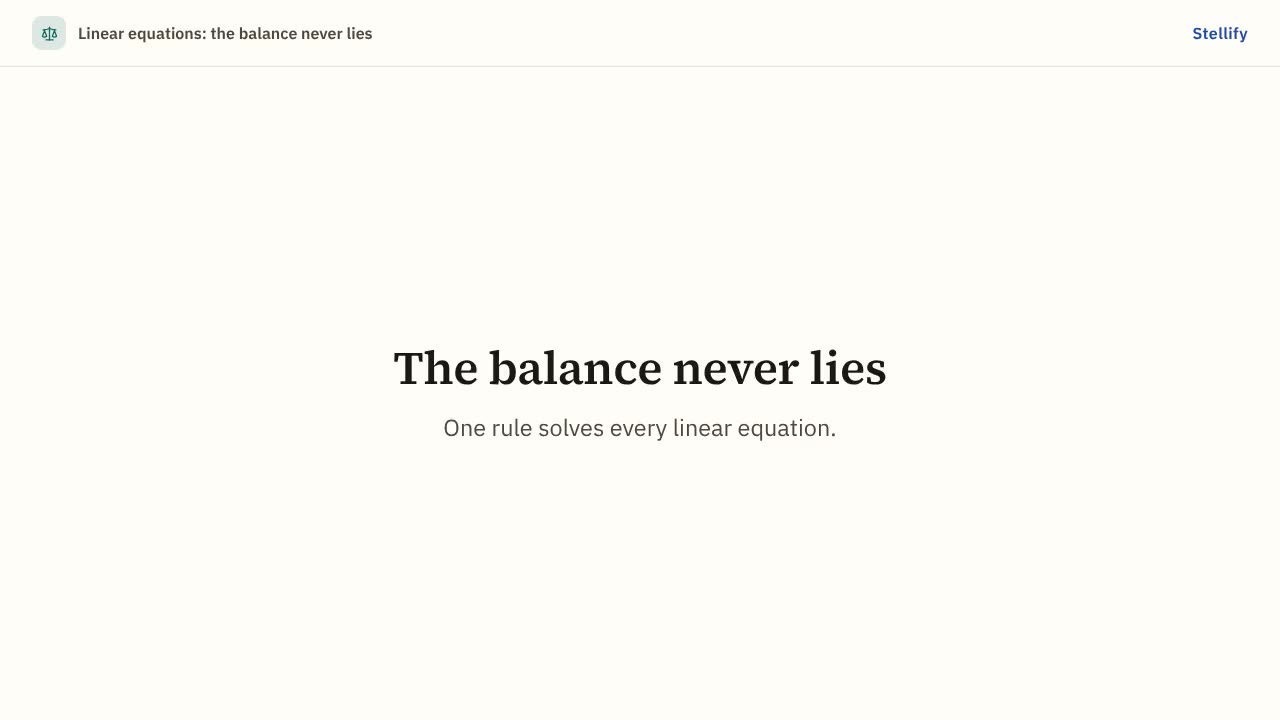 Linear equations: the balance never lies
Stellify
The balance never lies
One rule solves every linear equation.